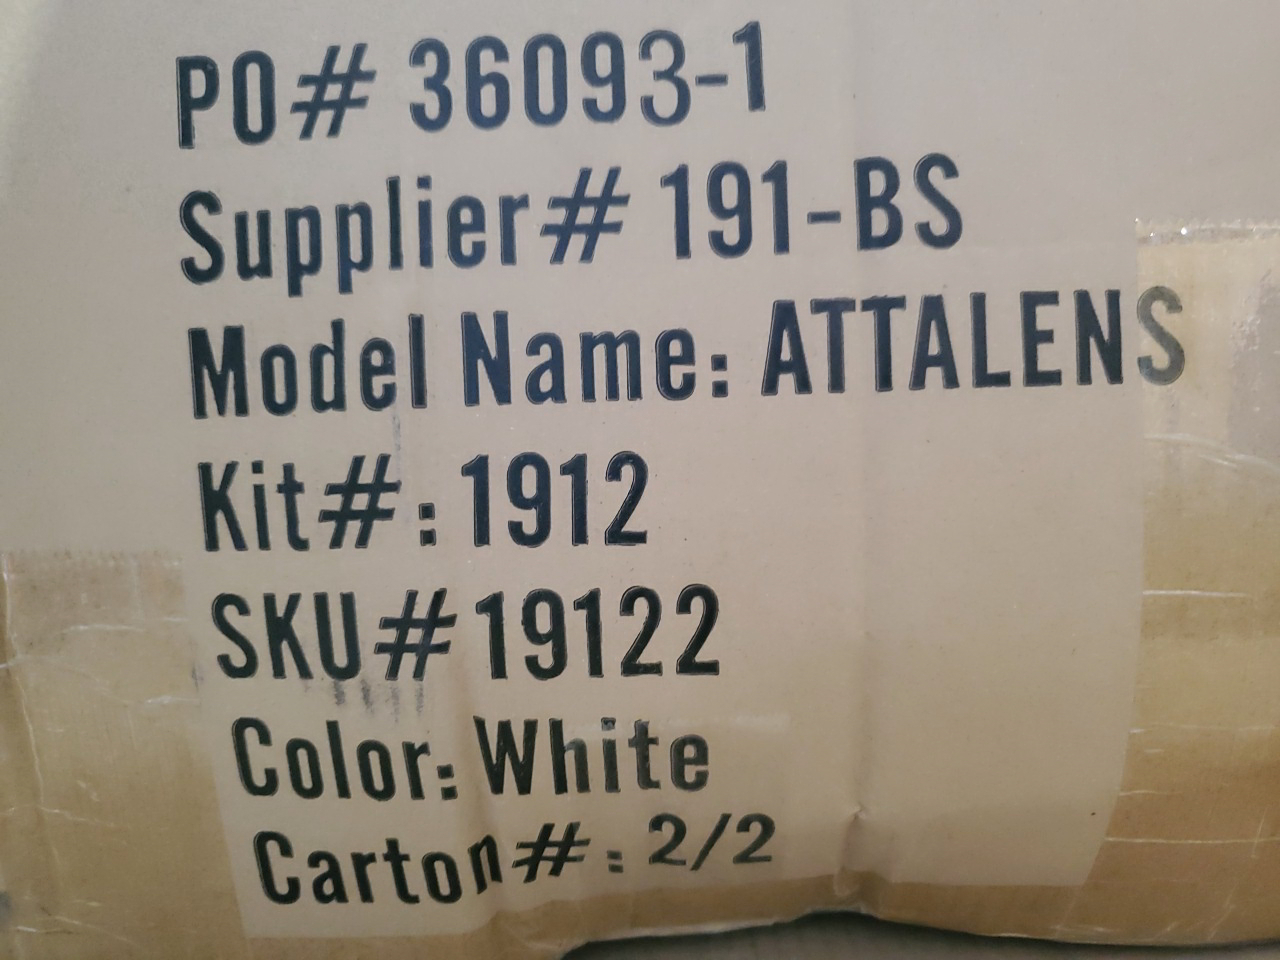 PO# 36093-1
Supplier# 191-BS
Model Name: ATTALENS
Kit#: 1912
SKU# 19122
Color: White
Carton#: 2/2